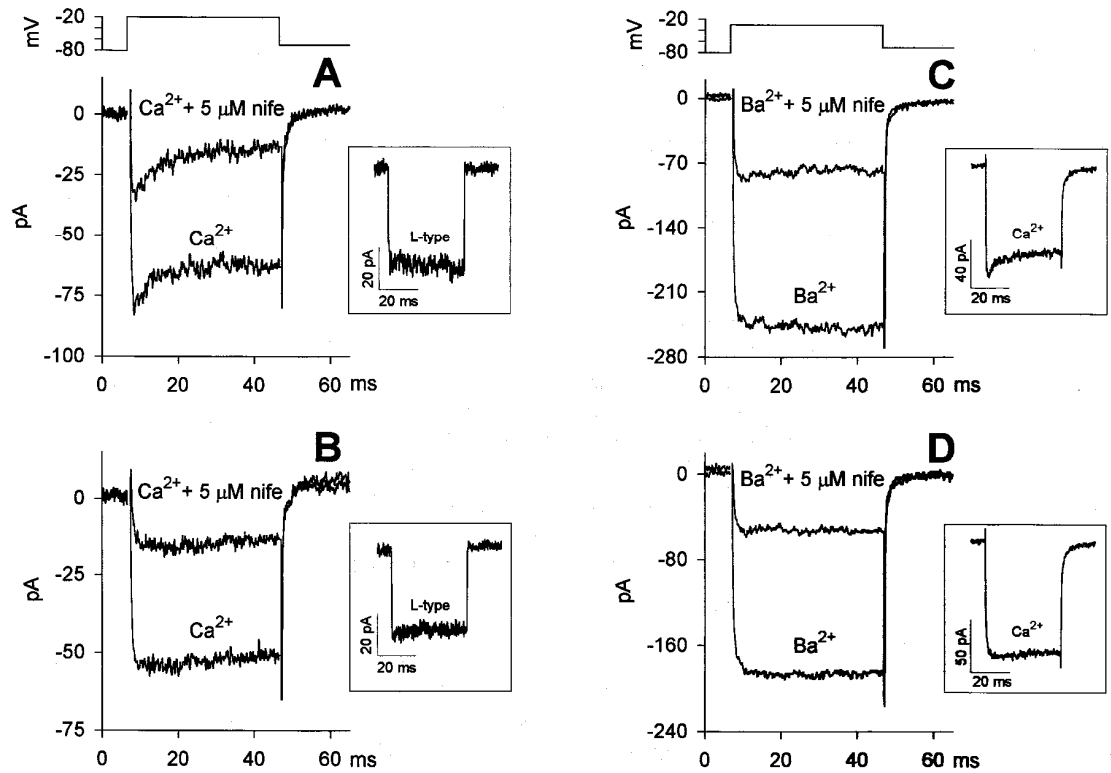 -20
mV
-80
A
Ca²⁺ + 5 µM nife
0
-25
-50
-75
-100
pA
Ca²⁺
0 20 40 60 ms
L-type
20 pA
20 ms
B
Ca²⁺ + 5 µM nife
0
-25
-50
-75
pA
Ca²⁺
0 20 40 60 ms
L-type
20 pA
20 ms
-20
mV
-80
C
Ba²⁺ + 5 µM nife
0
-70
-140
-210
-280
pA
Ba²⁺
0 20 40 60 ms
Ca²⁺
40 pA
20 ms
D
Ba²⁺ + 5 µM nife
0
-80
-160
-240
pA
Ba²⁺
0 20 40 60 ms
Ca²⁺
50 pA
20 ms